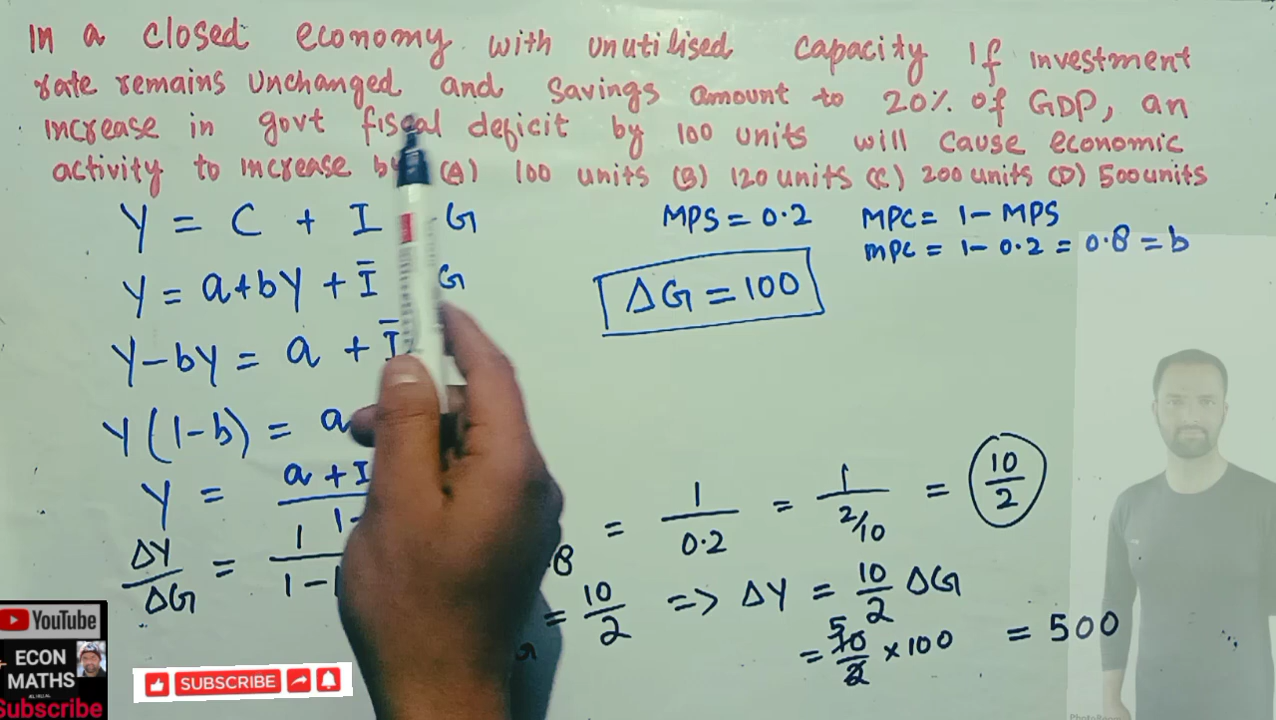 In a closed economy with unutilised capacity If investment
rate remains unchanged and savings amount to 20% of GDP, an
increase in govt fiscal deficit by 100 units will cause economic
activity to increase (A) 100 units (B) 120 units (C) 200 units (D) 500 units
Y = C + I G
MPS = 0.2 MPC = 1 - MPS
mpc = 1 - 0.2 = 0.8 = b
Y = a+bY + Ī G
ΔG = 100
Y-bY = a + Ī
Y(1-b) = a
Y = a + I
ΔY/ΔG = 1/1-
.8 = 1/0.2 = 1/2/10 = 10/2
= 10/2 => ΔY = 10/2 ΔG
= 5 10/2 × 100 = 500
YouTube
ECON
MATHS
Subscribe
SUBSCRIBE